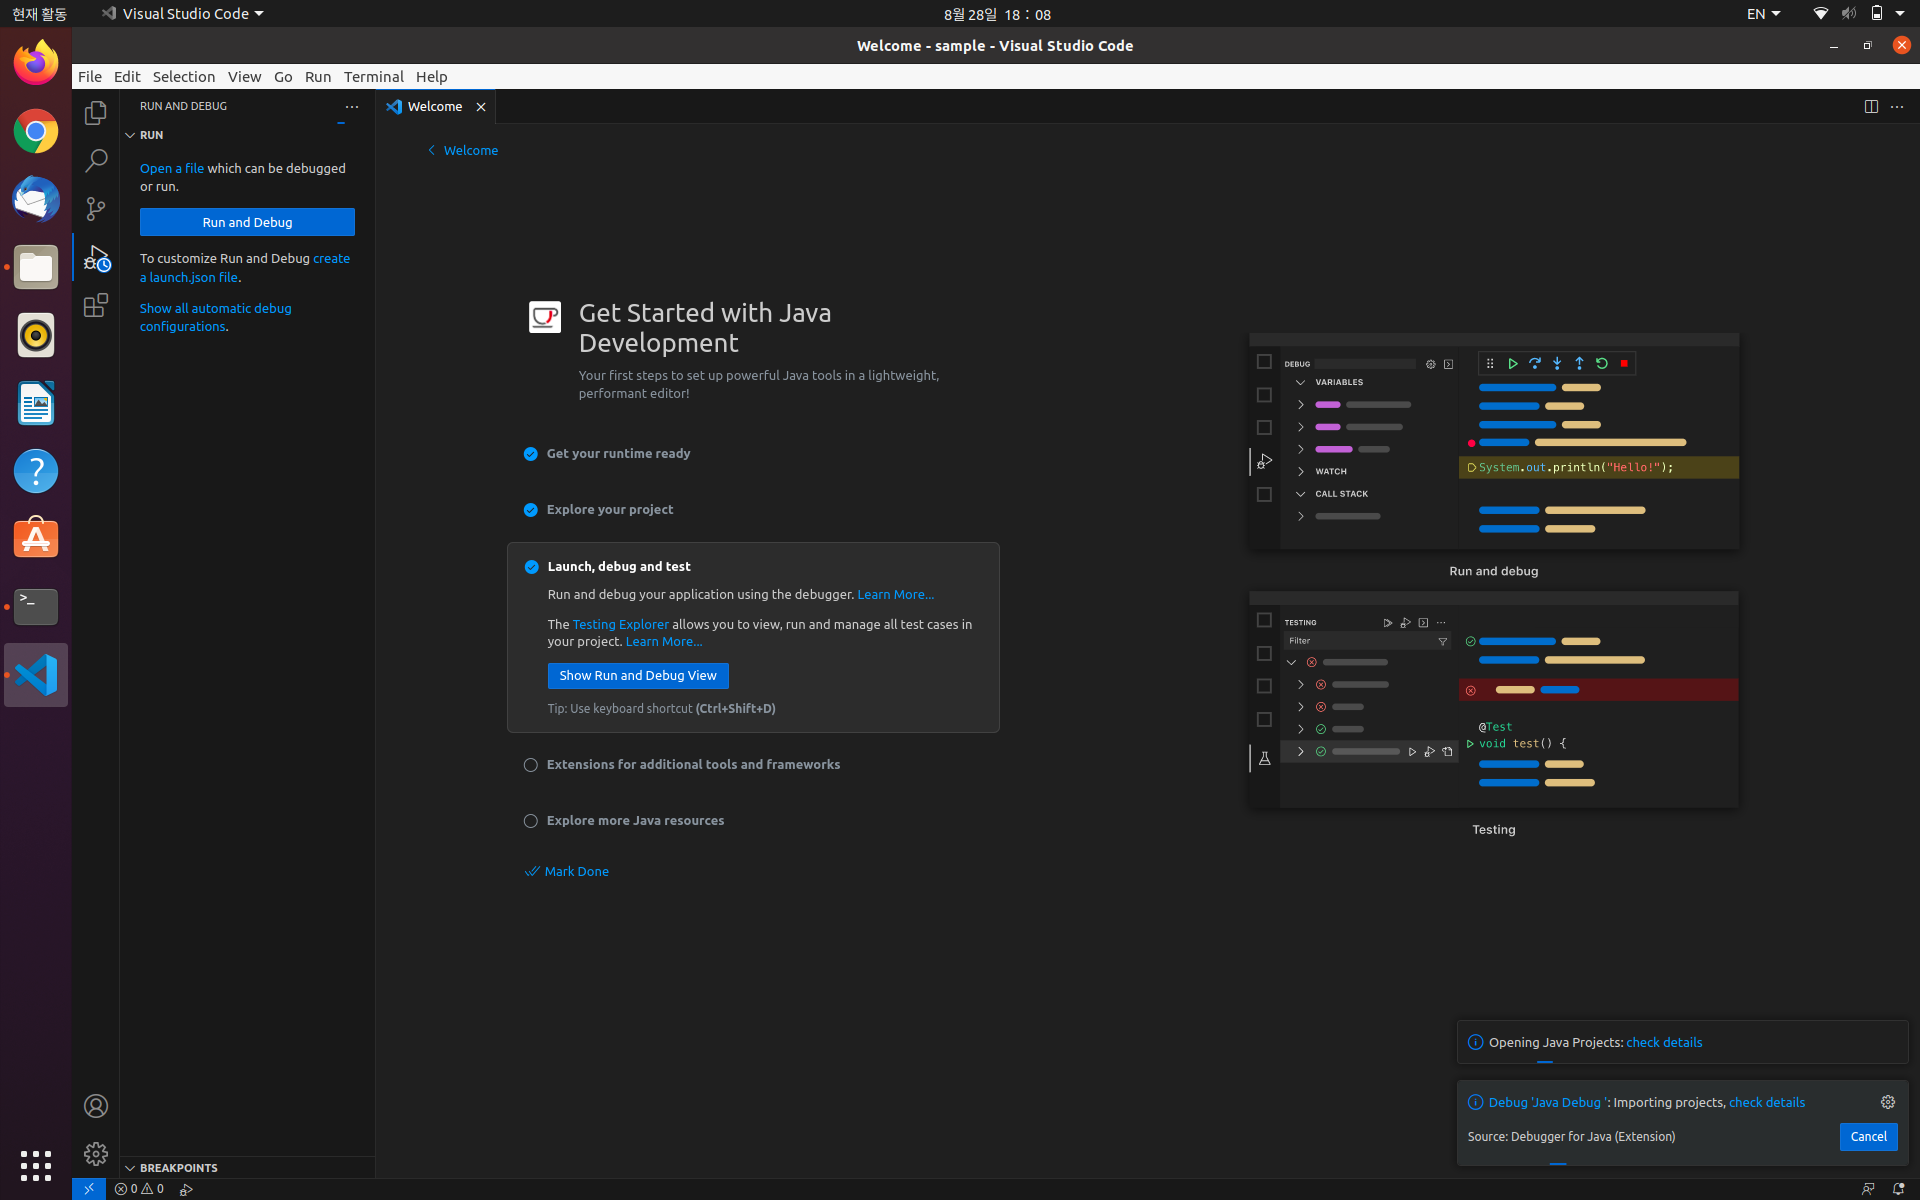 현재 활동
Visual Studio Code
8월 28일 18 : 08
EN
Welcome - sample - Visual Studio Code
File Edit Selection View Go Run Terminal Help
RUN AND DEBUG
RUN
Open a file which can be debugged
or run.
Run and Debug
To customize Run and Debug create
a launch.json file.
Show all automatic debug
configurations.
BREAKPOINTS
0 0
Welcome
Welcome
Get Started with Java
Development
Your first steps to set up powerful Java tools in a lightweight,
performant editor!
Get your runtime ready
Explore your project
Launch, debug and test
Run and debug your application using the debugger. Learn More...
The Testing Explorer allows you to view, run and manage all test cases in
your project. Learn More...
Show Run and Debug View
Tip: Use keyboard shortcut (Ctrl+Shift+D)
Extensions for additional tools and frameworks
Explore more Java resources
Mark Done
DEBUG
VARIABLES
WATCH
CALL STACK
System.out.println("Hello!");
Run and debug
TESTING
Filter
@Test
void test() {
Testing
Opening Java Projects: check details
Debug 'Java Debug ': Importing projects, check details
Source: Debugger for Java (Extension)
Cancel